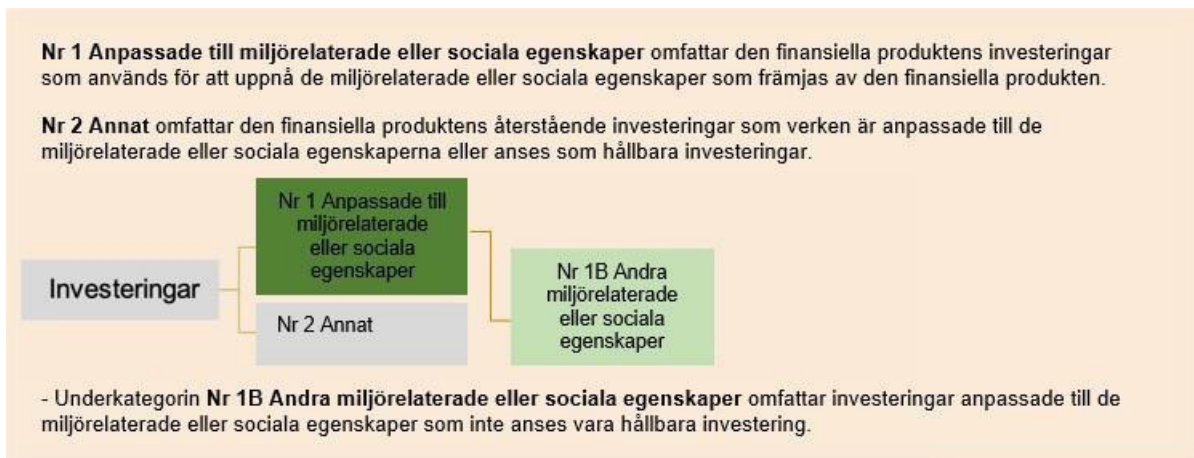 Nr 1 Anpassade till miljörelaterade eller sociala egenskaper omfattar den finansiella produktens investeringar
som används för att uppnå de miljörelaterade eller sociala egenskaper som främjas av den finansiella produkten.
Nr 2 Annat omfattar den finansiella produktens återstående investeringar som verken är anpassade till de
miljörelaterade eller sociala egenskaperna eller anses som hållbara investeringar.
Investeringar
Nr 1 Anpassade till
miljörelaterade
eller sociala
egenskaper
Nr 2 Annat
Nr 1B Andra
miljörelaterade
eller sociala
egenskaper
- Underkategorin Nr 1B Andra miljörelaterade eller sociala egenskaper omfattar investeringar anpassade till de
miljörelaterade eller sociala egenskaper som inte anses vara hållbara investering.